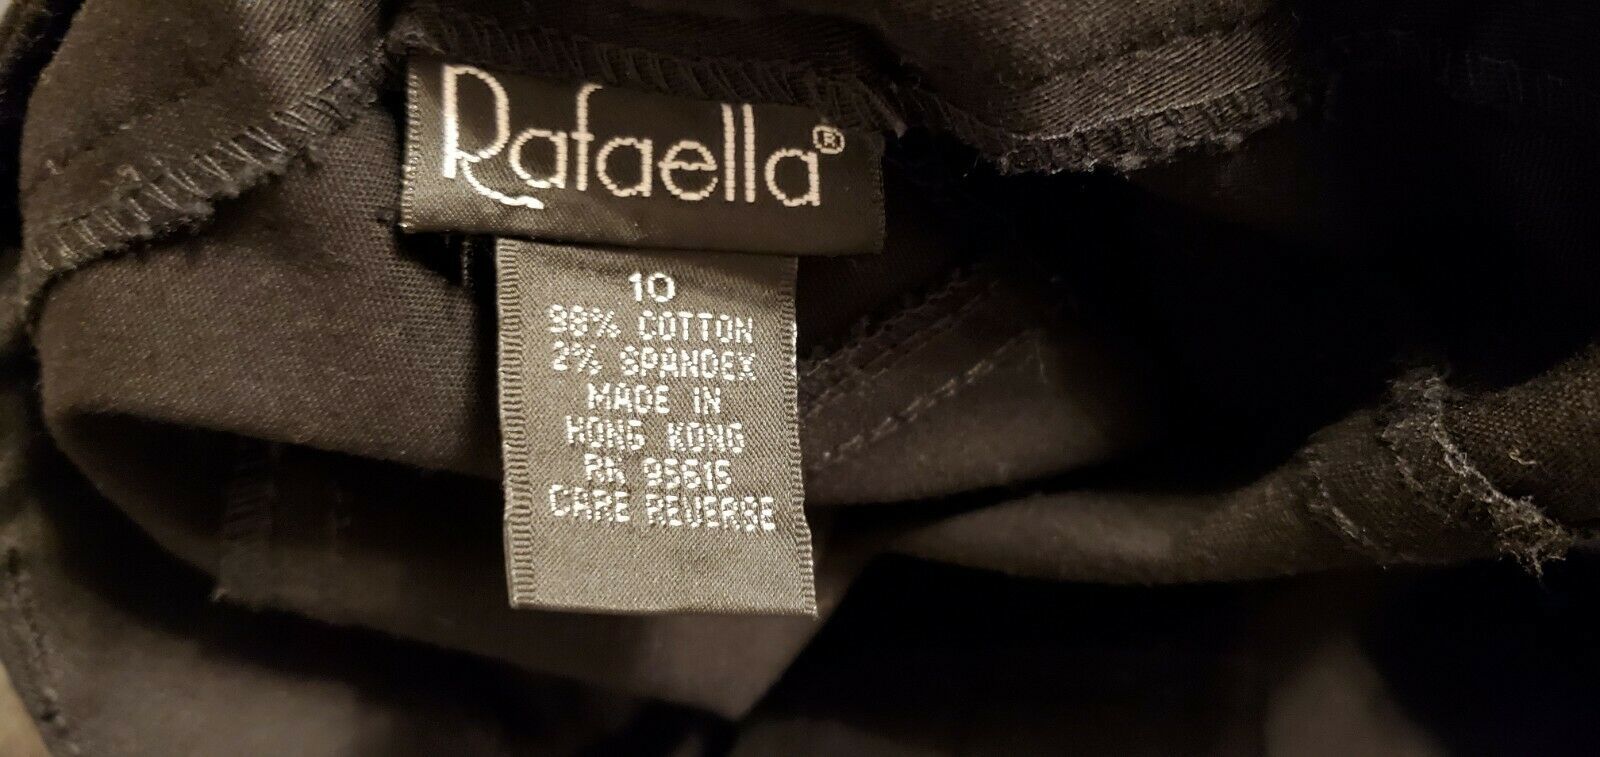 Rafaella®
10
98% COTTON
2% SPANDEX
MADE IN
HONG KONG
RN 95615
CARE REVERSE